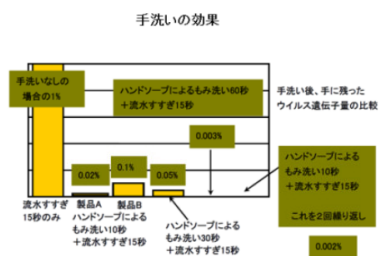 手洗いの効果
手洗いなしの
場合の1%
ハンドソープによるもみ洗い60秒
＋流水すすぎ15秒
手洗い後、手に残った
ウイルス遺伝子量の比較
0.02%
0.1%
0.05%
0.003%
ハンドソープによる
もみ洗い10秒
＋流水すすぎ15秒
これを2回繰り返し
0.002%
流水すすぎ
15秒のみ
製品A
製品B
ハンドソープによる
もみ洗い10秒
＋流水すすぎ15秒
ハンドソープによる
もみ洗い30秒
＋流水すすぎ15秒